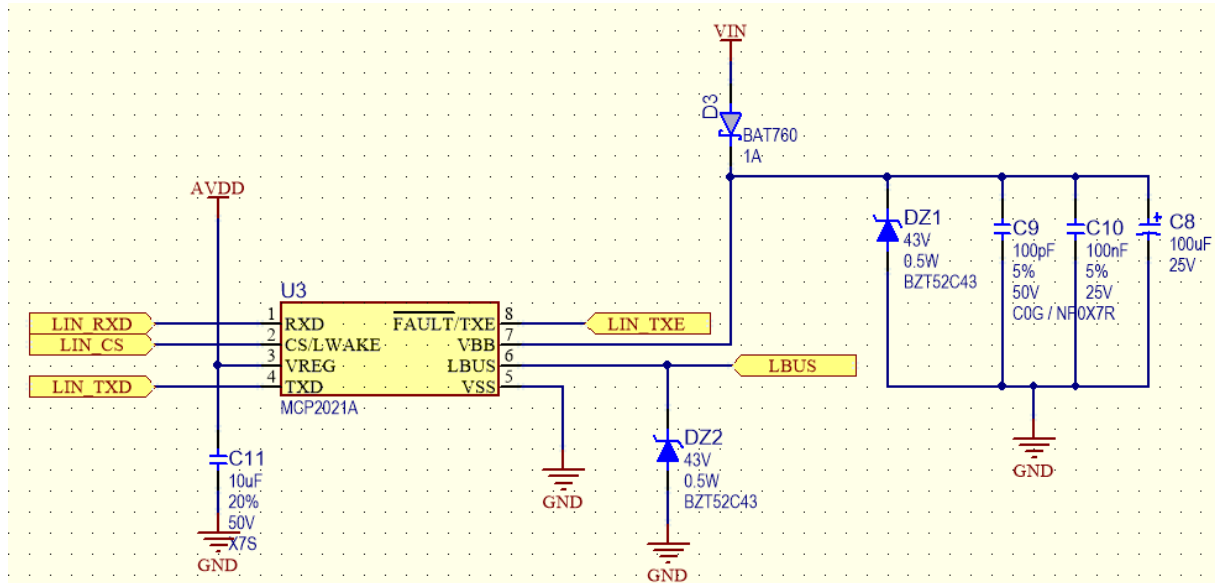 VIN
D3
BAT760
1A
AVDD
DZ1
43V
0.5W
BZT52C43
C9
100pF
5%
50V
C0G / NP0
C10
100nF
5%
25V
X7R
C8
100uF
25V
U3
LIN_RXD
1
RXD
FAULT/TXE
8
LIN_TXE
LIN_CS
2
CS/LWAKE
VBB
7
3
VREG
LBUS
6
LBUS
LIN_TXD
4
TXD
VSS
5
MCP2021A
DZ2
43V
0.5W
BZT52C43
C11
10uF
20%
50V
X7S
GND
GND
GND
GND